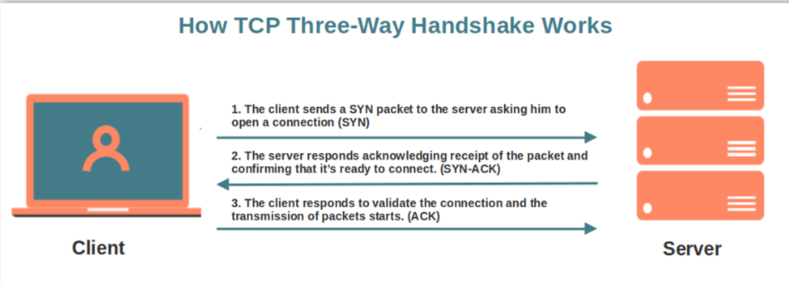 How TCP Three-Way Handshake Works
1. The client sends a SYN packet to the server asking him to
open a connection (SYN)
2. The server responds acknowledging receipt of the packet and
confirming that it's ready to connect. (SYN-ACK)
3. The client responds to validate the connection and the
transmission of packets starts. (ACK)
Client
Server